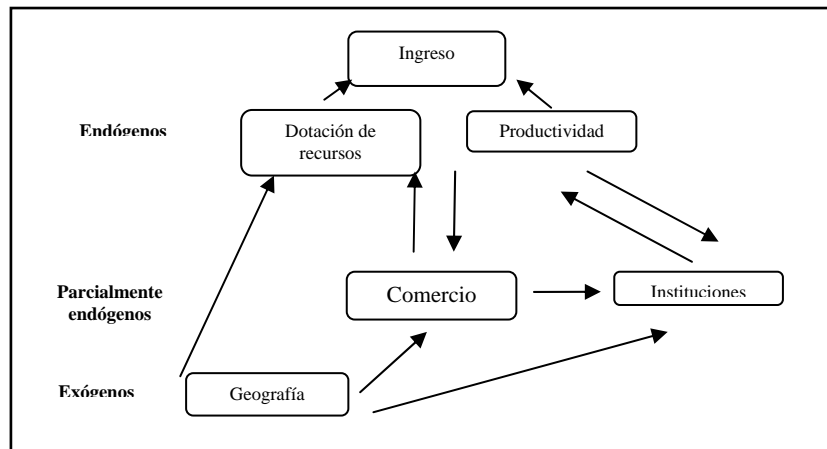 Ingreso
Endógenos
Dotación de
recursos
Productividad
Parcialmente
endógenos
Comercio
Instituciones
Exógenos
Geografía